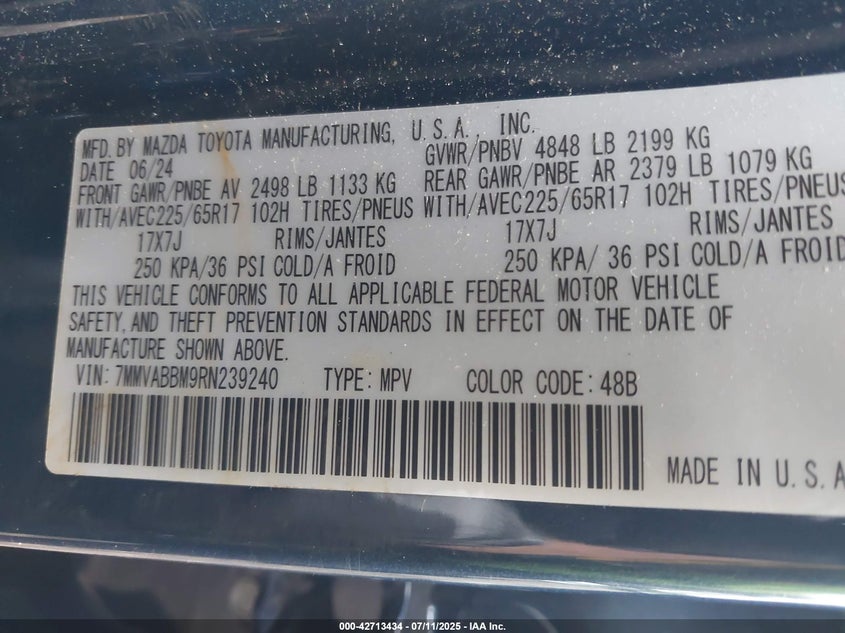 MFD. BY MAZDA TOYOTA MANUFACTURING, U.S.A., INC.
DATE 06/24 GVWR/PNBV 4848 LB 2199 KG
FRONT GAWR/PNBE AV 2498 LB 1133 KG REAR GAWR/PNBE AR 2379 LB 1079 KG
WITH/AVEC225/65R17 102H TIRES/PNEUS WITH/AVEC225/65R17 102H TIRES/PNEUS
17X7J RIMS/JANTES 17X7J RIMS/JANTES
250 KPA/36 PSI COLD/A FROID 250 KPA/ 36 PSI COLD/A FROID
THIS VEHICLE CONFORMS TO ALL APPLICABLE FEDERAL MOTOR VEHICLE
SAFETY, AND THEFT PREVENTION STANDARDS IN EFFECT ON THE DATE OF
MANUFACTURE SHOWN ABOVE.
VIN: 7MMVABBM9RN239240 TYPE: MPV COLOR CODE: 48B
MADE IN U.S.A
000-42713434 - 07/11/2025 - IAA Inc.